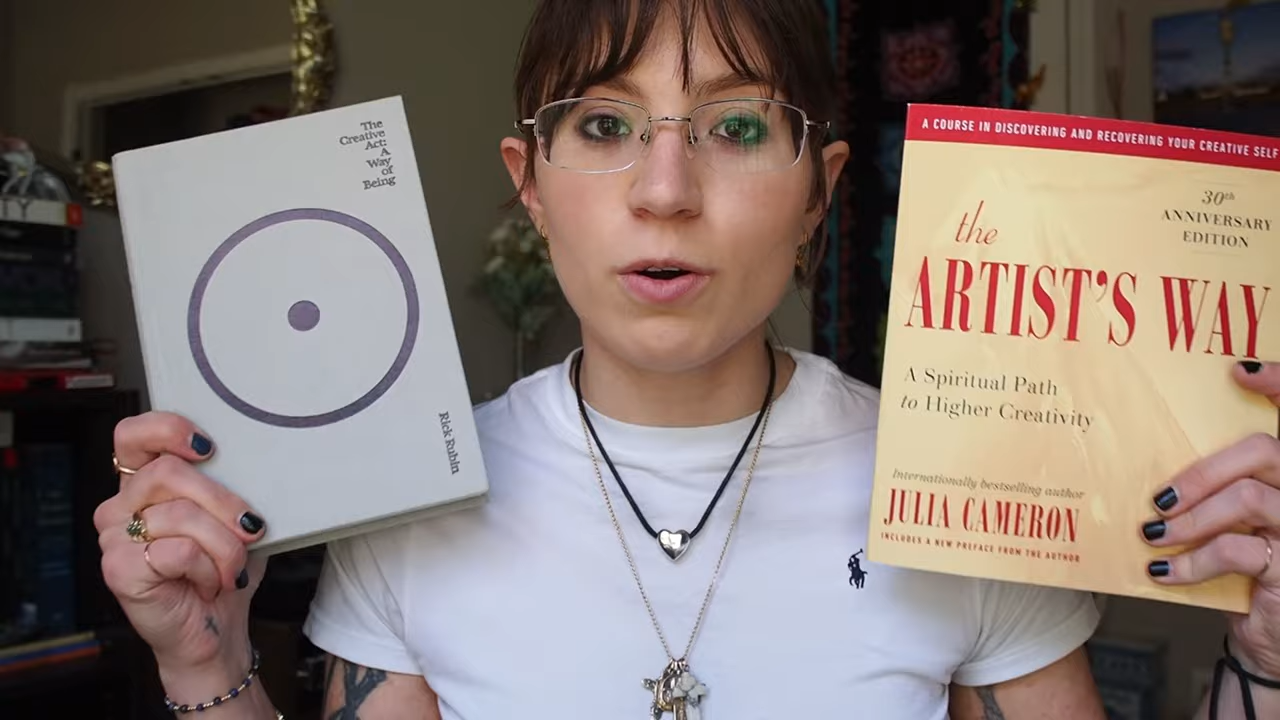 The
Creative
Act:
A
Way
of
Being
Rick Rubin
A COURSE IN DISCOVERING AND RECOVERING YOUR CREATIVE SELF
30th
ANNIVERSARY
EDITION
the
ARTIST'S WAY
A Spiritual Path
to Higher Creativity
Internationally bestselling author
JULIA CAMERON
INCLUDES A NEW PREFACE FROM THE AUTHOR